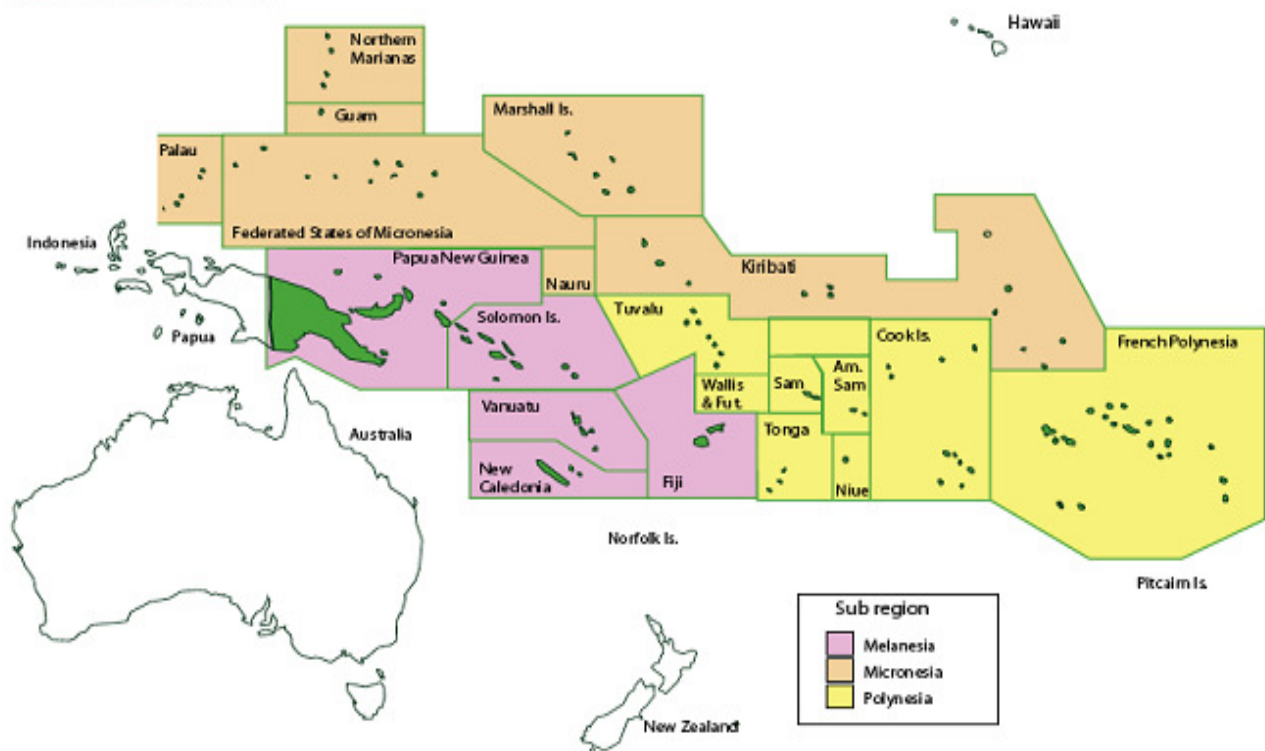 Hawaii
Northern
Marianas
Guam
Marshall Is.
Palau
Federated States of Micronesia
Indonesia
Papua New Guinea
Nauru
Kiribati
Papua
Solomon Is.
Tuvalu
Cook Is.
French Polynesia
Wallis
& Fut.
Sam
Am.
Sam
Vanuatu
Australia
Tonga
New
Caledonia
Fiji
Niue
Norfolk Is.
Pitcairn Is.
Sub region
Melanesia
Micronesia
Polynesia
New Zealand